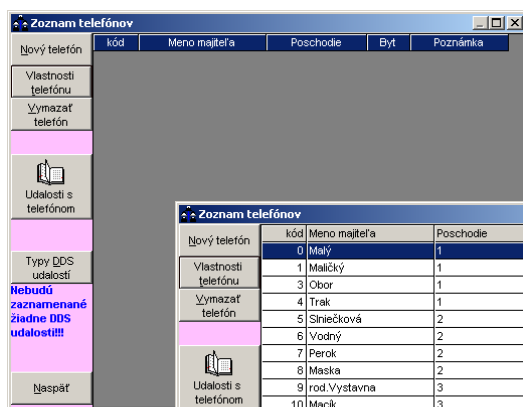 Zoznam telefónov
Nový telefón
kód Meno majiteľa Poschodie Byt Poznámka
Vlastnosti
telefónu
Vymazať
telefón
Udalosti s
telefónom
Typy DDS
udalostí
Nebudú
zaznamenané
žiadne DDS
udalosti!!!
Naspäť
Zoznam telefónov
Nový telefón
Vlastnosti
telefónu
Vymazať
telefón
Udalosti s
telefónom
kód Meno majiteľa Poschodie
0 Malý 1
1 Maličký 1
3 Obor 1
4 Trak 1
5 Slniečková 2
6 Vodný 2
7 Perok 2
8 Maska 2
9 rod.Vystavna 3
10 Macík 3